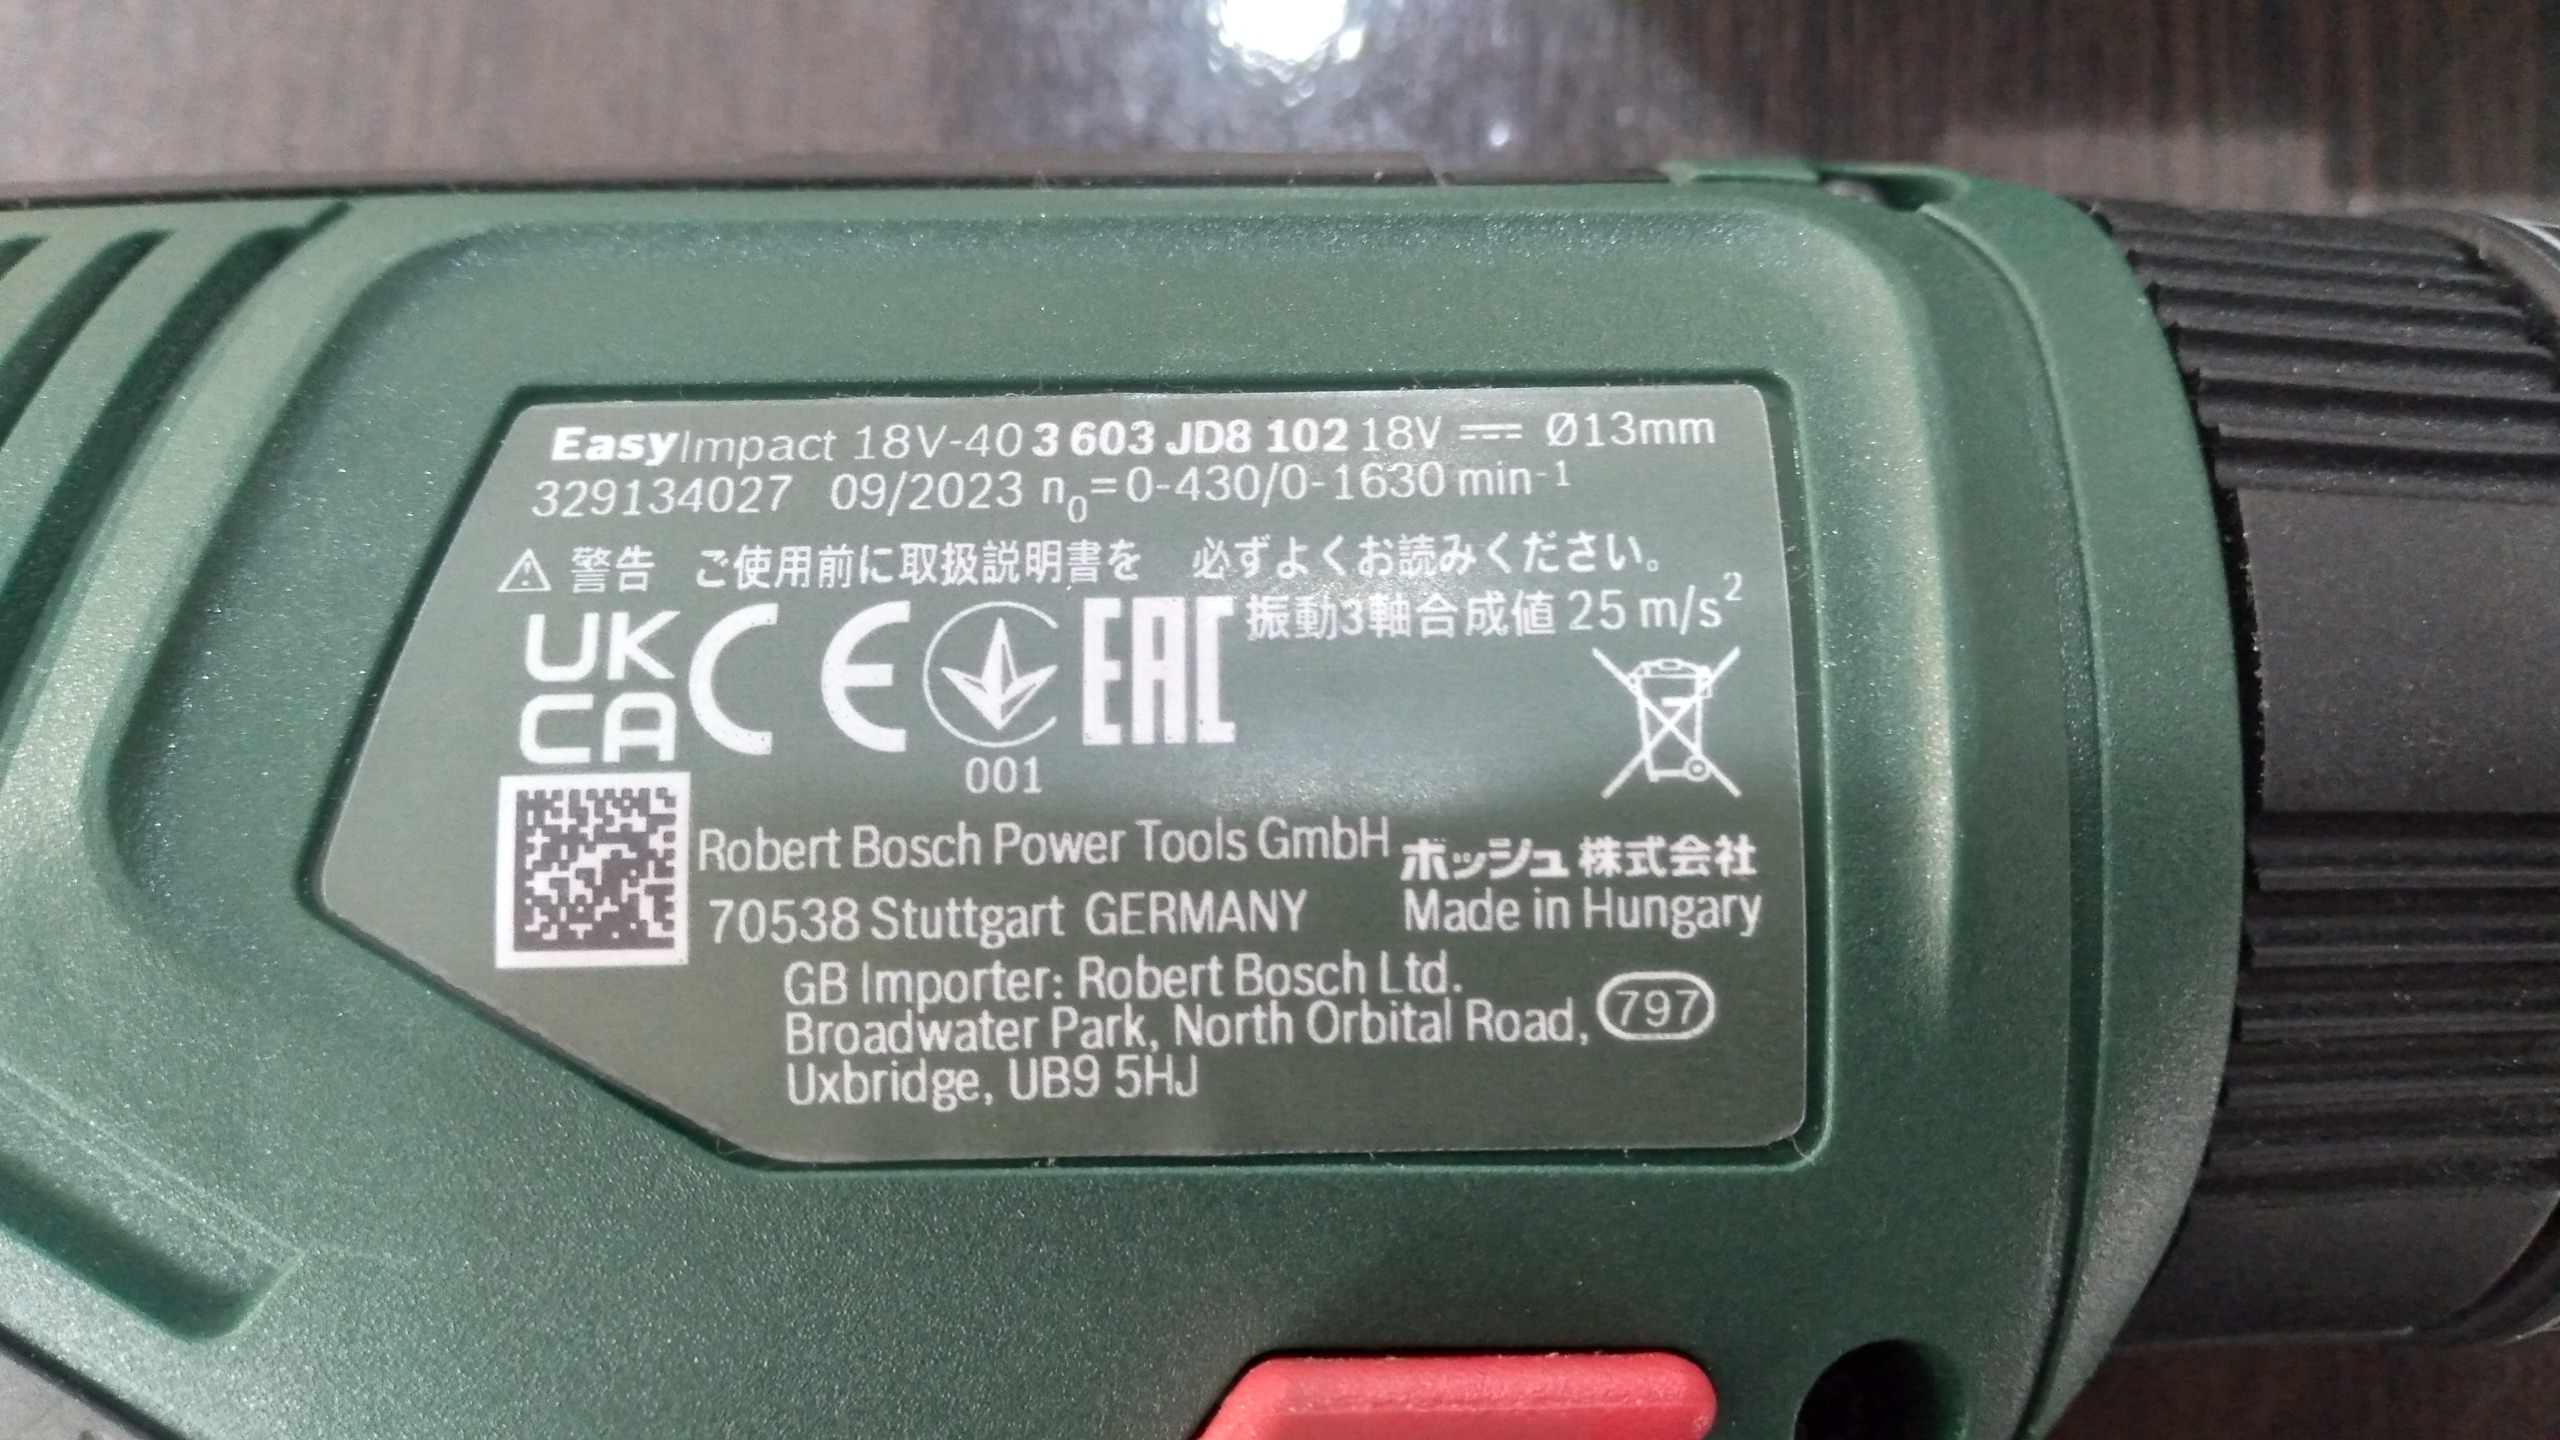 EasyImpact 18V-40 3 603 JD8 102 18V ⎓ Ø13mm
329134027 09/2023 n₀=0-430/0-1630 min⁻¹
⚠ 警告 ご使用前に取扱説明書を 必ずよくお読みください。
振動3軸合成値 25 m/s²
UK
CA
CE
EAC
001
Robert Bosch Power Tools GmbH
70538 Stuttgart GERMANY
ボッシュ 株式会社
Made in Hungary
GB Importer: Robert Bosch Ltd.
Broadwater Park, North Orbital Road,
Uxbridge, UB9 5HJ
797